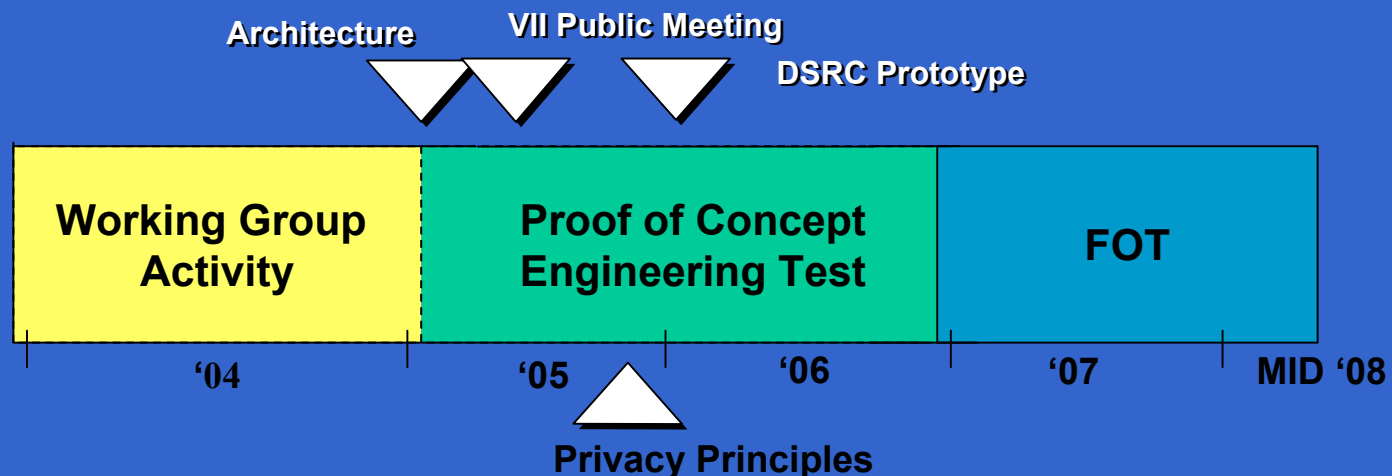 Architecture
VII Public Meeting
DSRC Prototype
Working Group
Activity
Proof of Concept
Engineering Test
FOT
‘04
‘05
‘06
‘07
MID ‘08
Privacy Principles